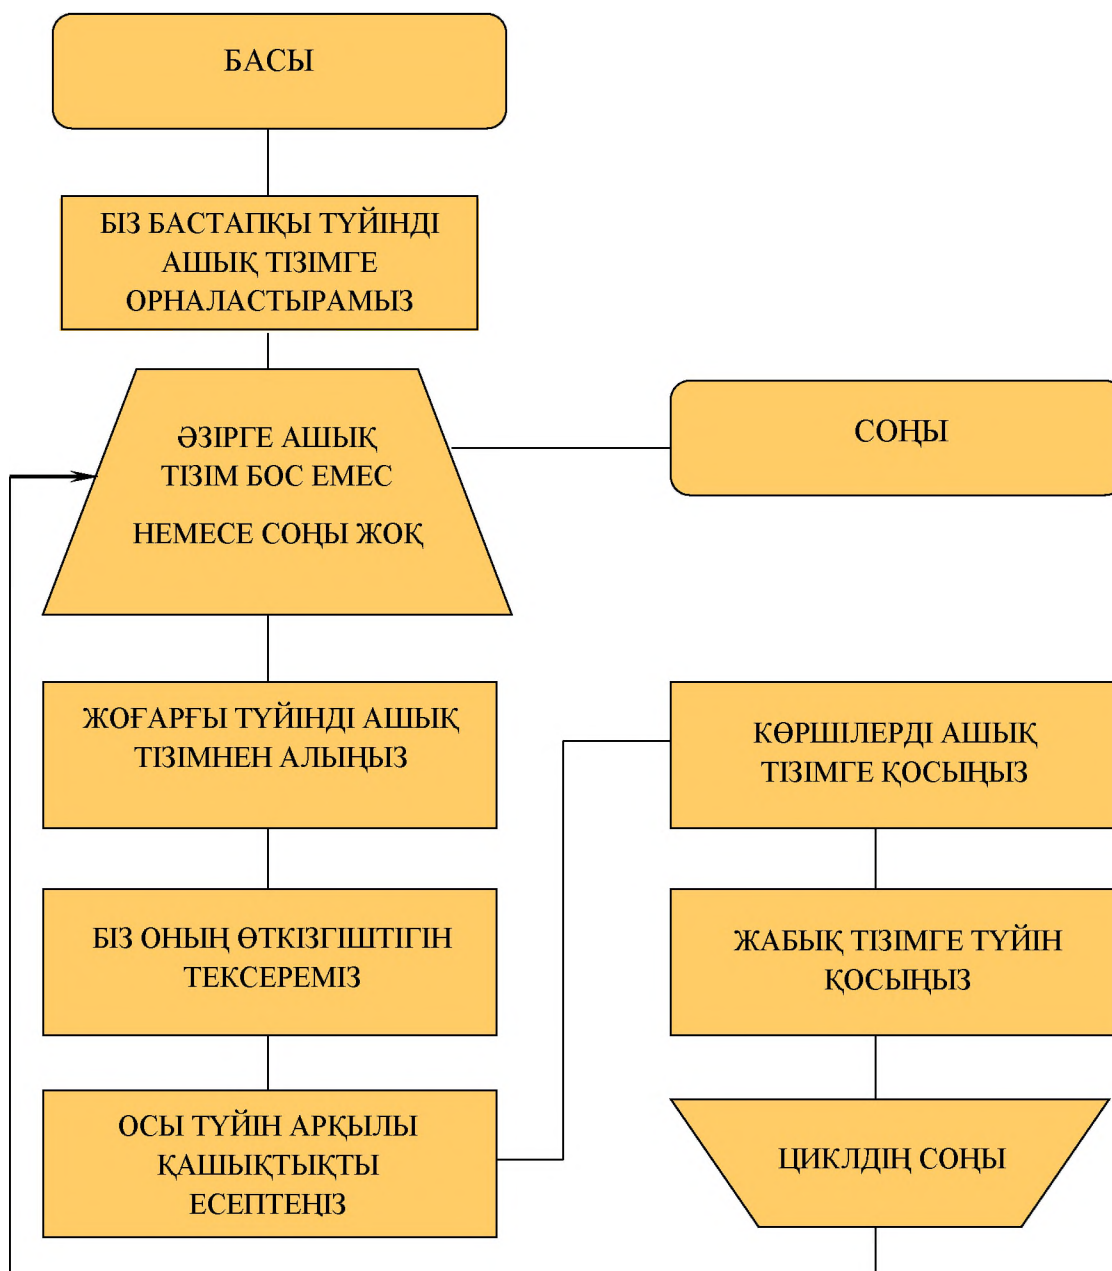 БАСЫ
БІЗ БАСТАПҚЫ ТҮЙІНДІ
АШЫҚ ТІЗІМГЕ
ОРНАЛАСТЫРАМЫЗ
ӘЗІРГЕ АШЫҚ
ТІЗІМ БОС ЕМЕС
НЕМЕСЕ СОҢЫ ЖОҚ
СОҢЫ
ЖОҒАРҒЫ ТҮЙІНДІ АШЫҚ
ТІЗІМНЕН АЛЫҢЫЗ
БІЗ ОНЫҢ ӨТКІЗГІШТІГІН
ТЕКСЕРЕМІЗ
ОСЫ ТҮЙІН АРҚЫЛЫ
ҚАШЫҚТЫҚТЫ
ЕСЕПТЕҢІЗ
КӨРШІЛЕРДІ АШЫҚ
ТІЗІМГЕ ҚОСЫҢЫЗ
ЖАБЫҚ ТІЗІМГЕ ТҮЙІН
ҚОСЫҢЫЗ
ЦИКЛДІҢ СОҢЫ